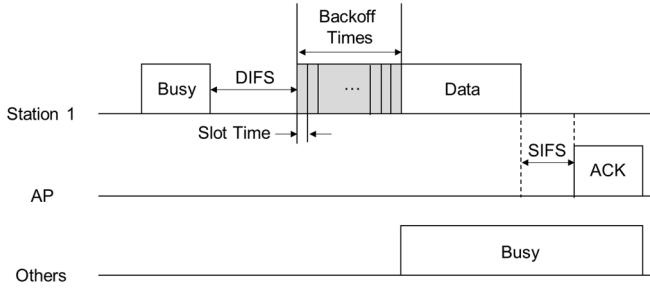 Backoff
Times
Busy
DIFS
...
Data
Station 1
Slot Time
SIFS
ACK
AP
Busy
Others